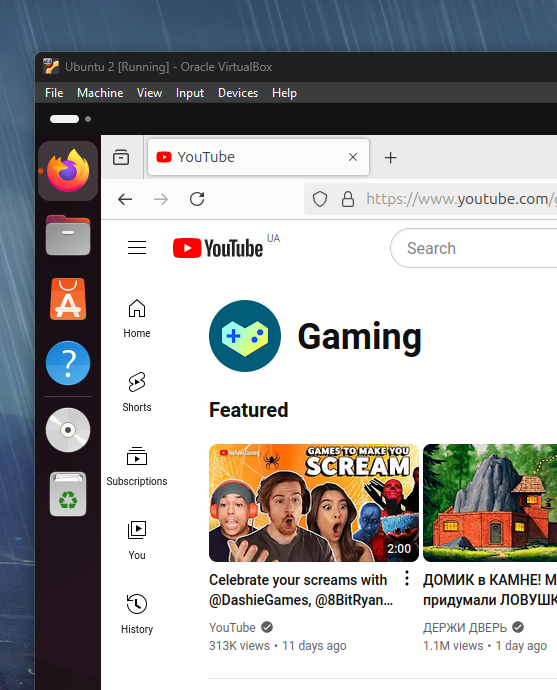 Ubuntu 2 [Running] - Oracle VirtualBox
File Machine View Input Devices Help
YouTube
https://www.youtube.com/g
YouTube UA
Search
Home
Gaming
Shorts
Featured
Subscriptions
You
History
YouTube Gaming
GAMES TO MAKE YOU
SCREAM
2:00
Celebrate your screams with
@DashieGames, @8BitRyan...
YouTube
313K views • 11 days ago
ДОМИК в КАМНЕ! М
придумали ЛОВУШК
ДЕРЖИ ДВЕРЬ
1.1M views • 1 day ago